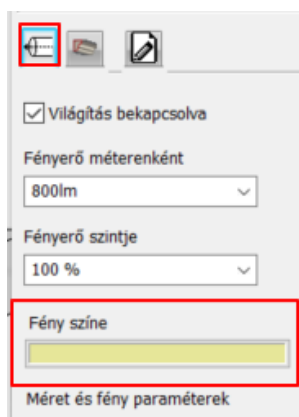 Világítás bekapcsolva
Fényerő méterenként
800lm
Fényerő szintje
100 %
Fény színe
Méret és fény paraméterek